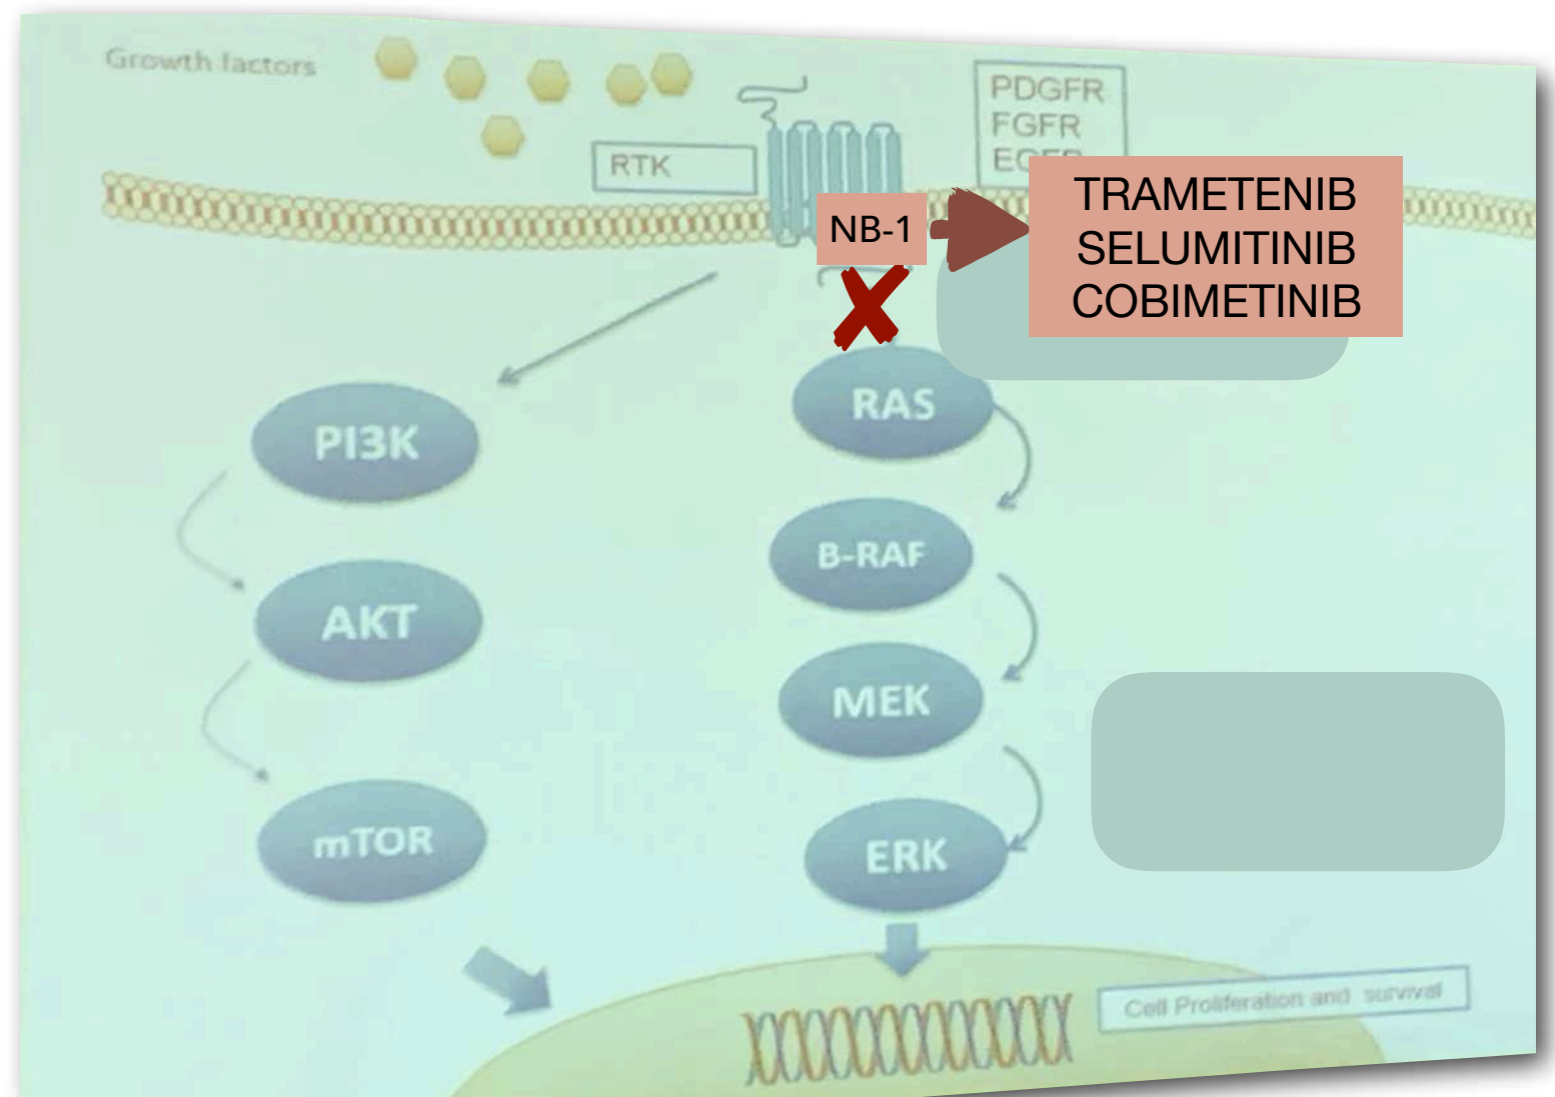 Growth factors
PDGFR
FGFR
EGFR
RTK
TRAMETENIB
SELUMITINIB
COBIMETINIB
NB-1
RAS
PI3K
B-RAF
AKT
MEK
mTOR
ERK
Cell Proliferation and survival